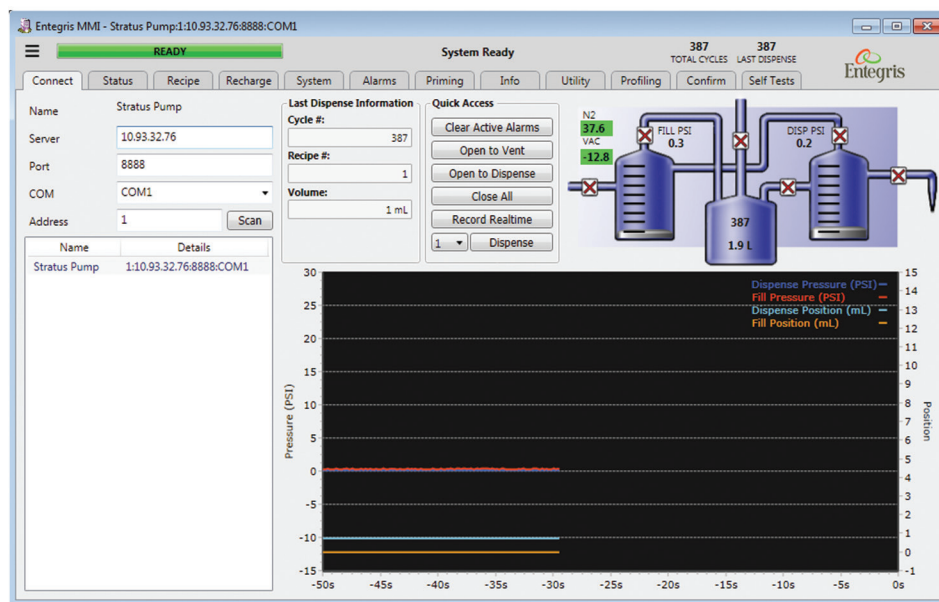 Entegris MMI - Stratus Pump:1:10.93.32.76:8888:COM1
READY
System Ready
387
TOTAL CYCLES
387
LAST DISPENSE
Entegris
Connect
Status
Recipe
Recharge
System
Alarms
Priming
Info
Utility
Profiling
Confirm
Self Tests
Name
Stratus Pump
Server
10.93.32.76
Port
8888
COM
COM1
Address
1
Scan
Name
Details
Stratus Pump
1:10.93.32.76:8888:COM1
Last Dispense Information
Cycle #:
387
Recipe #:
1
Volume:
1 mL
Quick Access
Clear Active Alarms
Open to Vent
Open to Dispense
Close All
Record Realtime
1
Dispense
N2
37.6
VAC
-12.8
FILL PSI
0.3
DISP PSI
0.2
387
1.9 L
Dispense Pressure (PSI)
Fill Pressure (PSI)
Dispense Position (mL)
Fill Position (mL)
Pressure (PSI)
30
25
20
15
10
5
0
-5
-10
-15
15
14
13
12
11
10
9
8
7
6
5
4
3
2
1
0
-1
Position
-50s
-45s
-40s
-35s
-30s
-25s
-20s
-15s
-10s
-5s
0s